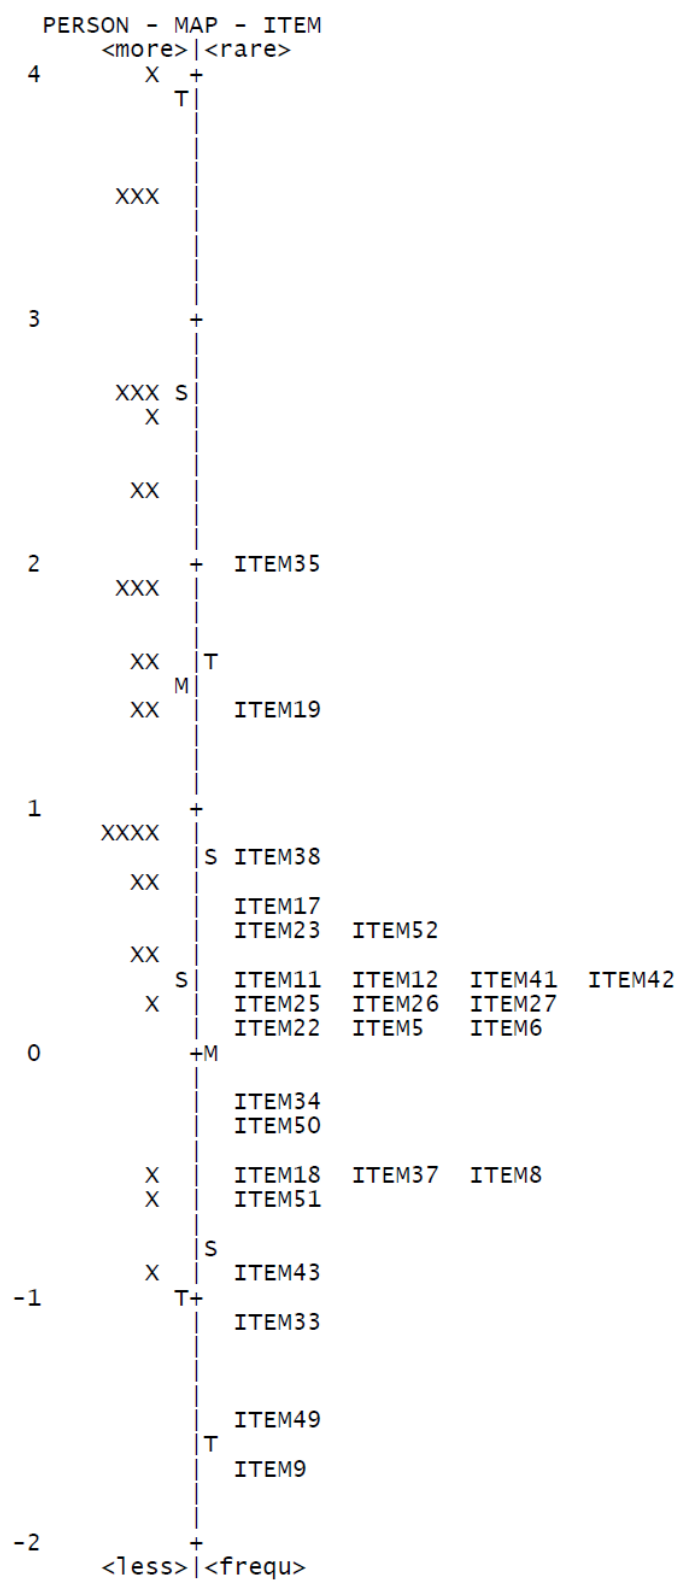 PERSON - MAP - ITEM
<more>|<rare>
4 X +
T|
|
|
|
XXX |
|
|
|
|
3 +
|
|
XXX S|
X |
|
|
XX |
|
|
2 + ITEM35
XXX |
|
|
XX |T
M|
XX | ITEM19
|
|
|
1 +
XXXX |
|S ITEM38
XX |
| ITEM17
| ITEM23 ITEM52
XX |
S| ITEM11 ITEM12 ITEM41 ITEM42
X | ITEM25 ITEM26 ITEM27
| ITEM22 ITEM5 ITEM6
0 +M
|
| ITEM34
| ITEM50
|
X | ITEM18 ITEM37 ITEM8
X | ITEM51
|
|S
X | ITEM43
-1 T+
| ITEM33
|
|
|
| ITEM49
|T
| ITEM9
|
|
-2 +
<less>|<frequ>